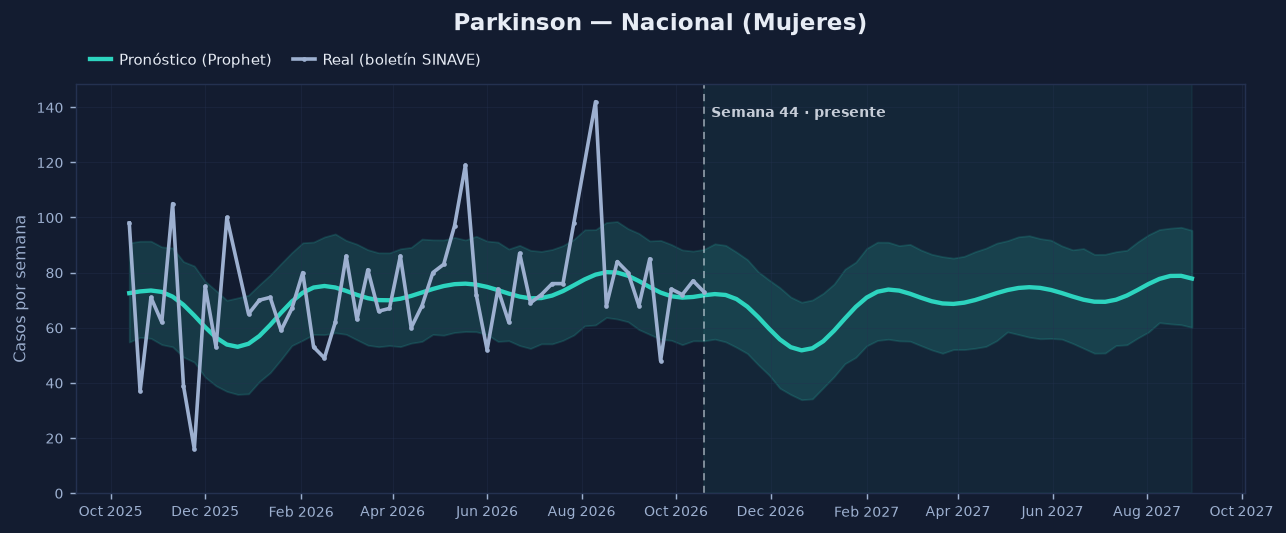 Parkinson — Nacional (Mujeres)
Pronóstico (Prophet)
Real (boletín SINAVE)
Semana 44 · presente
Casos por semana
140
120
100
80
60
40
20
0
Oct 2025
Dec 2025
Feb 2026
Apr 2026
Jun 2026
Aug 2026
Oct 2026
Dec 2026
Feb 2027
Apr 2027
Jun 2027
Aug 2027
Oct 2027